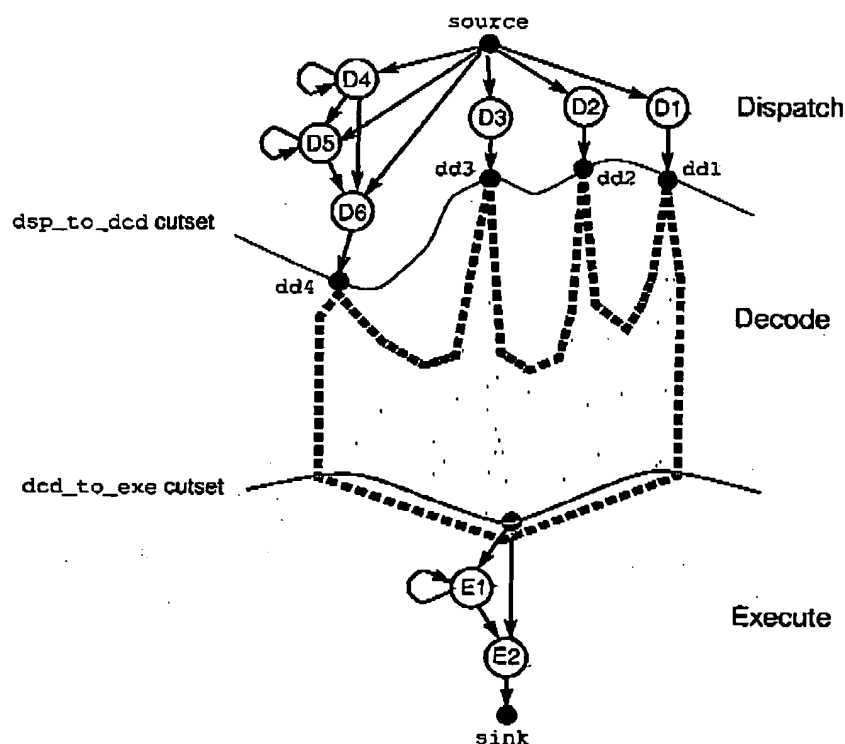 source
D4
D3
D2
D1
Dispatch
D5
dd3
dd2
dd1
D6
dsp_to_dcd cutset
dd4
Decode
dcd_to_exe cutset
E1
Execute
E2
sink